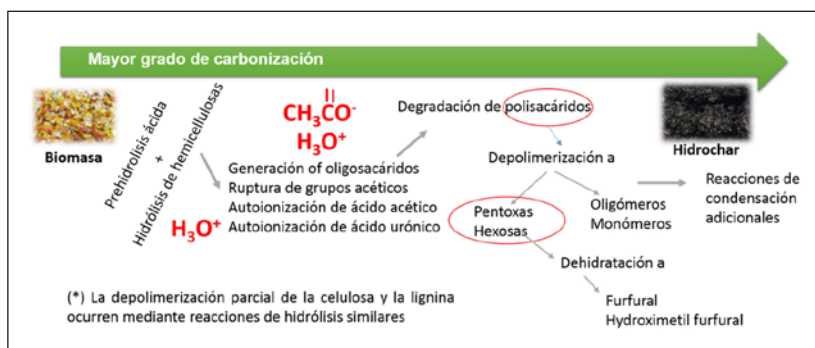 Mayor grado de carbonización
Biomasa
Prehidrolisis ácida
+
Hidrólisis de hemicellulosas
H3O+
||
CH3CO-
H3O+
Generación of oligosacáridos
Ruptura de grupos acéticos
Autoionización de ácido acético
Autoionización de ácido urónico
Degradación de polisacáridos
Depolimerización a
Pentoxas
Hexosas
Oligómeros
Monómeros
Dehidratación a
Furfural
Hydroximetil furfural
Hidrochar
Reacciones de
condensación
adicionales
(*) La depolimerización parcial de la celulosa y la lignina
ocurren mediante reacciones de hidrólisis similares